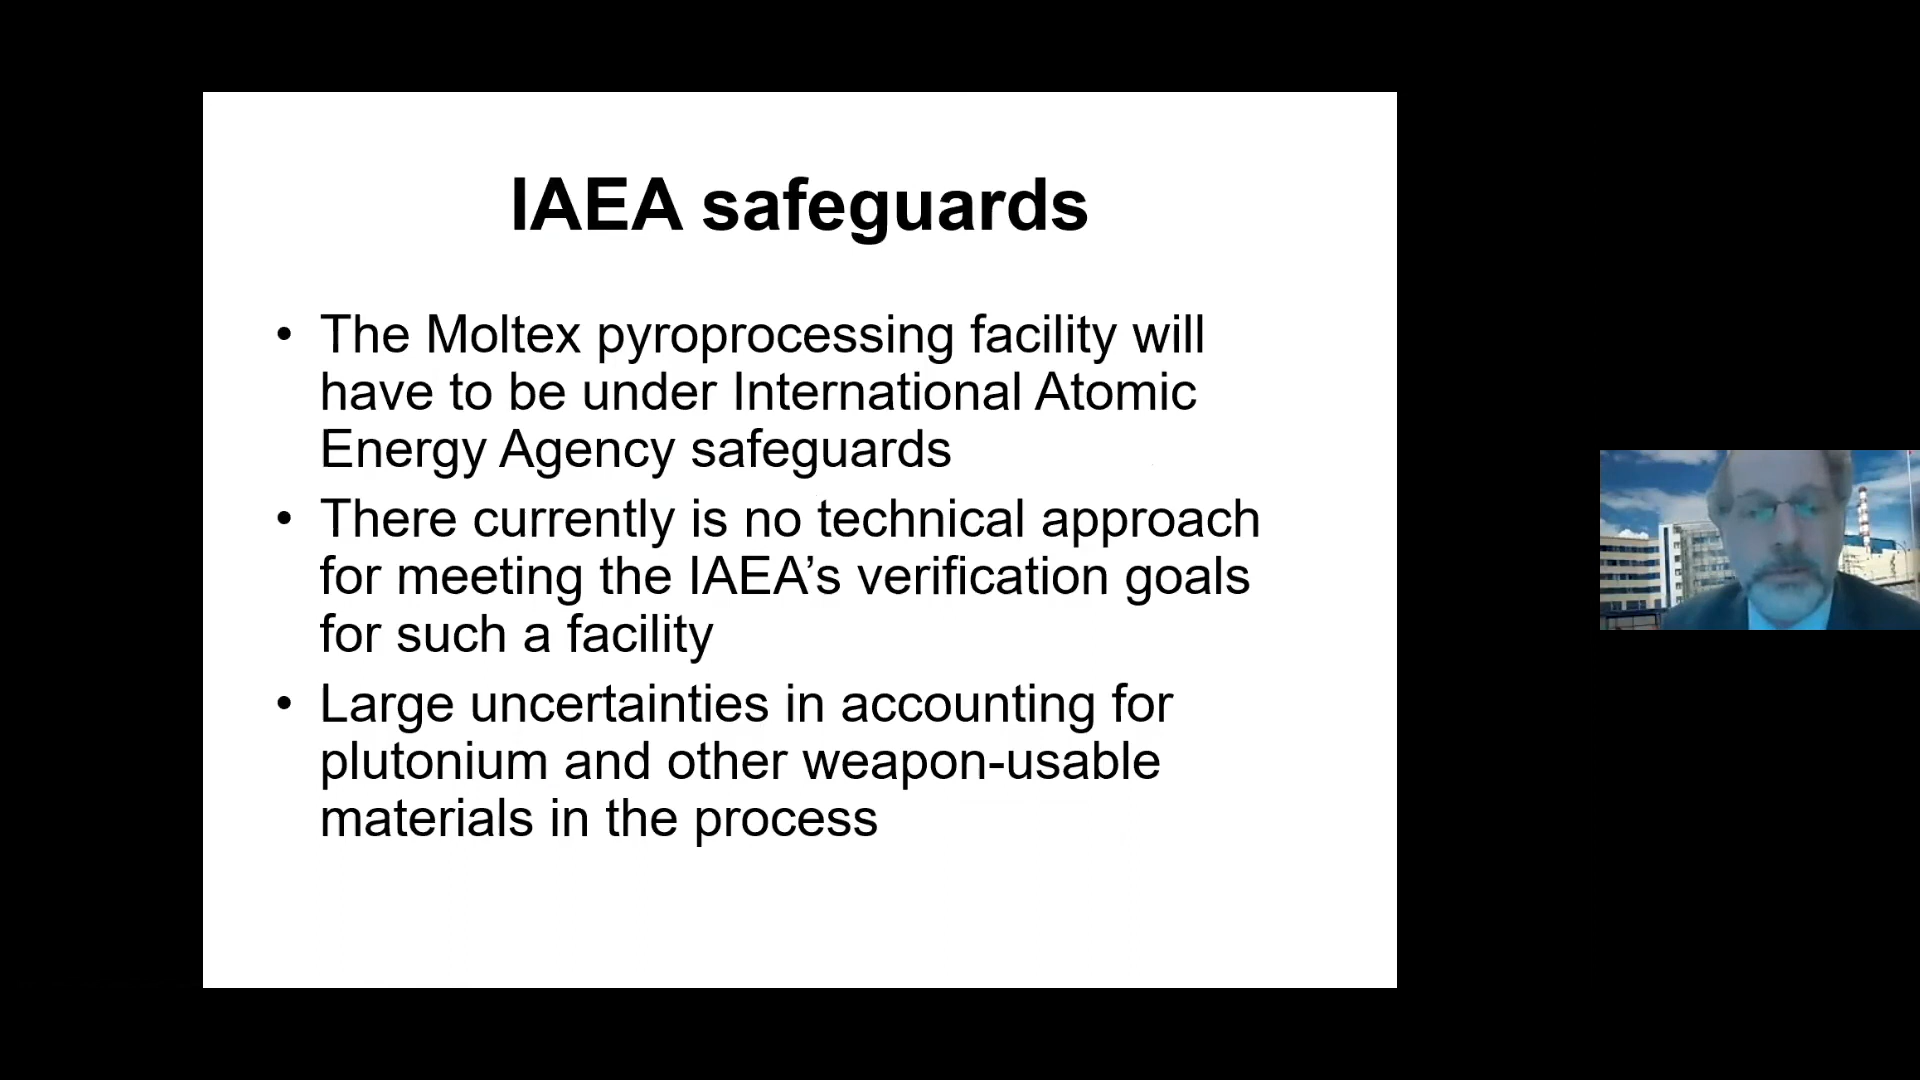 IAEA safeguards
• The Moltex pyroprocessing facility will
have to be under International Atomic
Energy Agency safeguards
• There currently is no technical approach
for meeting the IAEA’s verification goals
for such a facility
• Large uncertainties in accounting for
plutonium and other weapon-usable
materials in the process